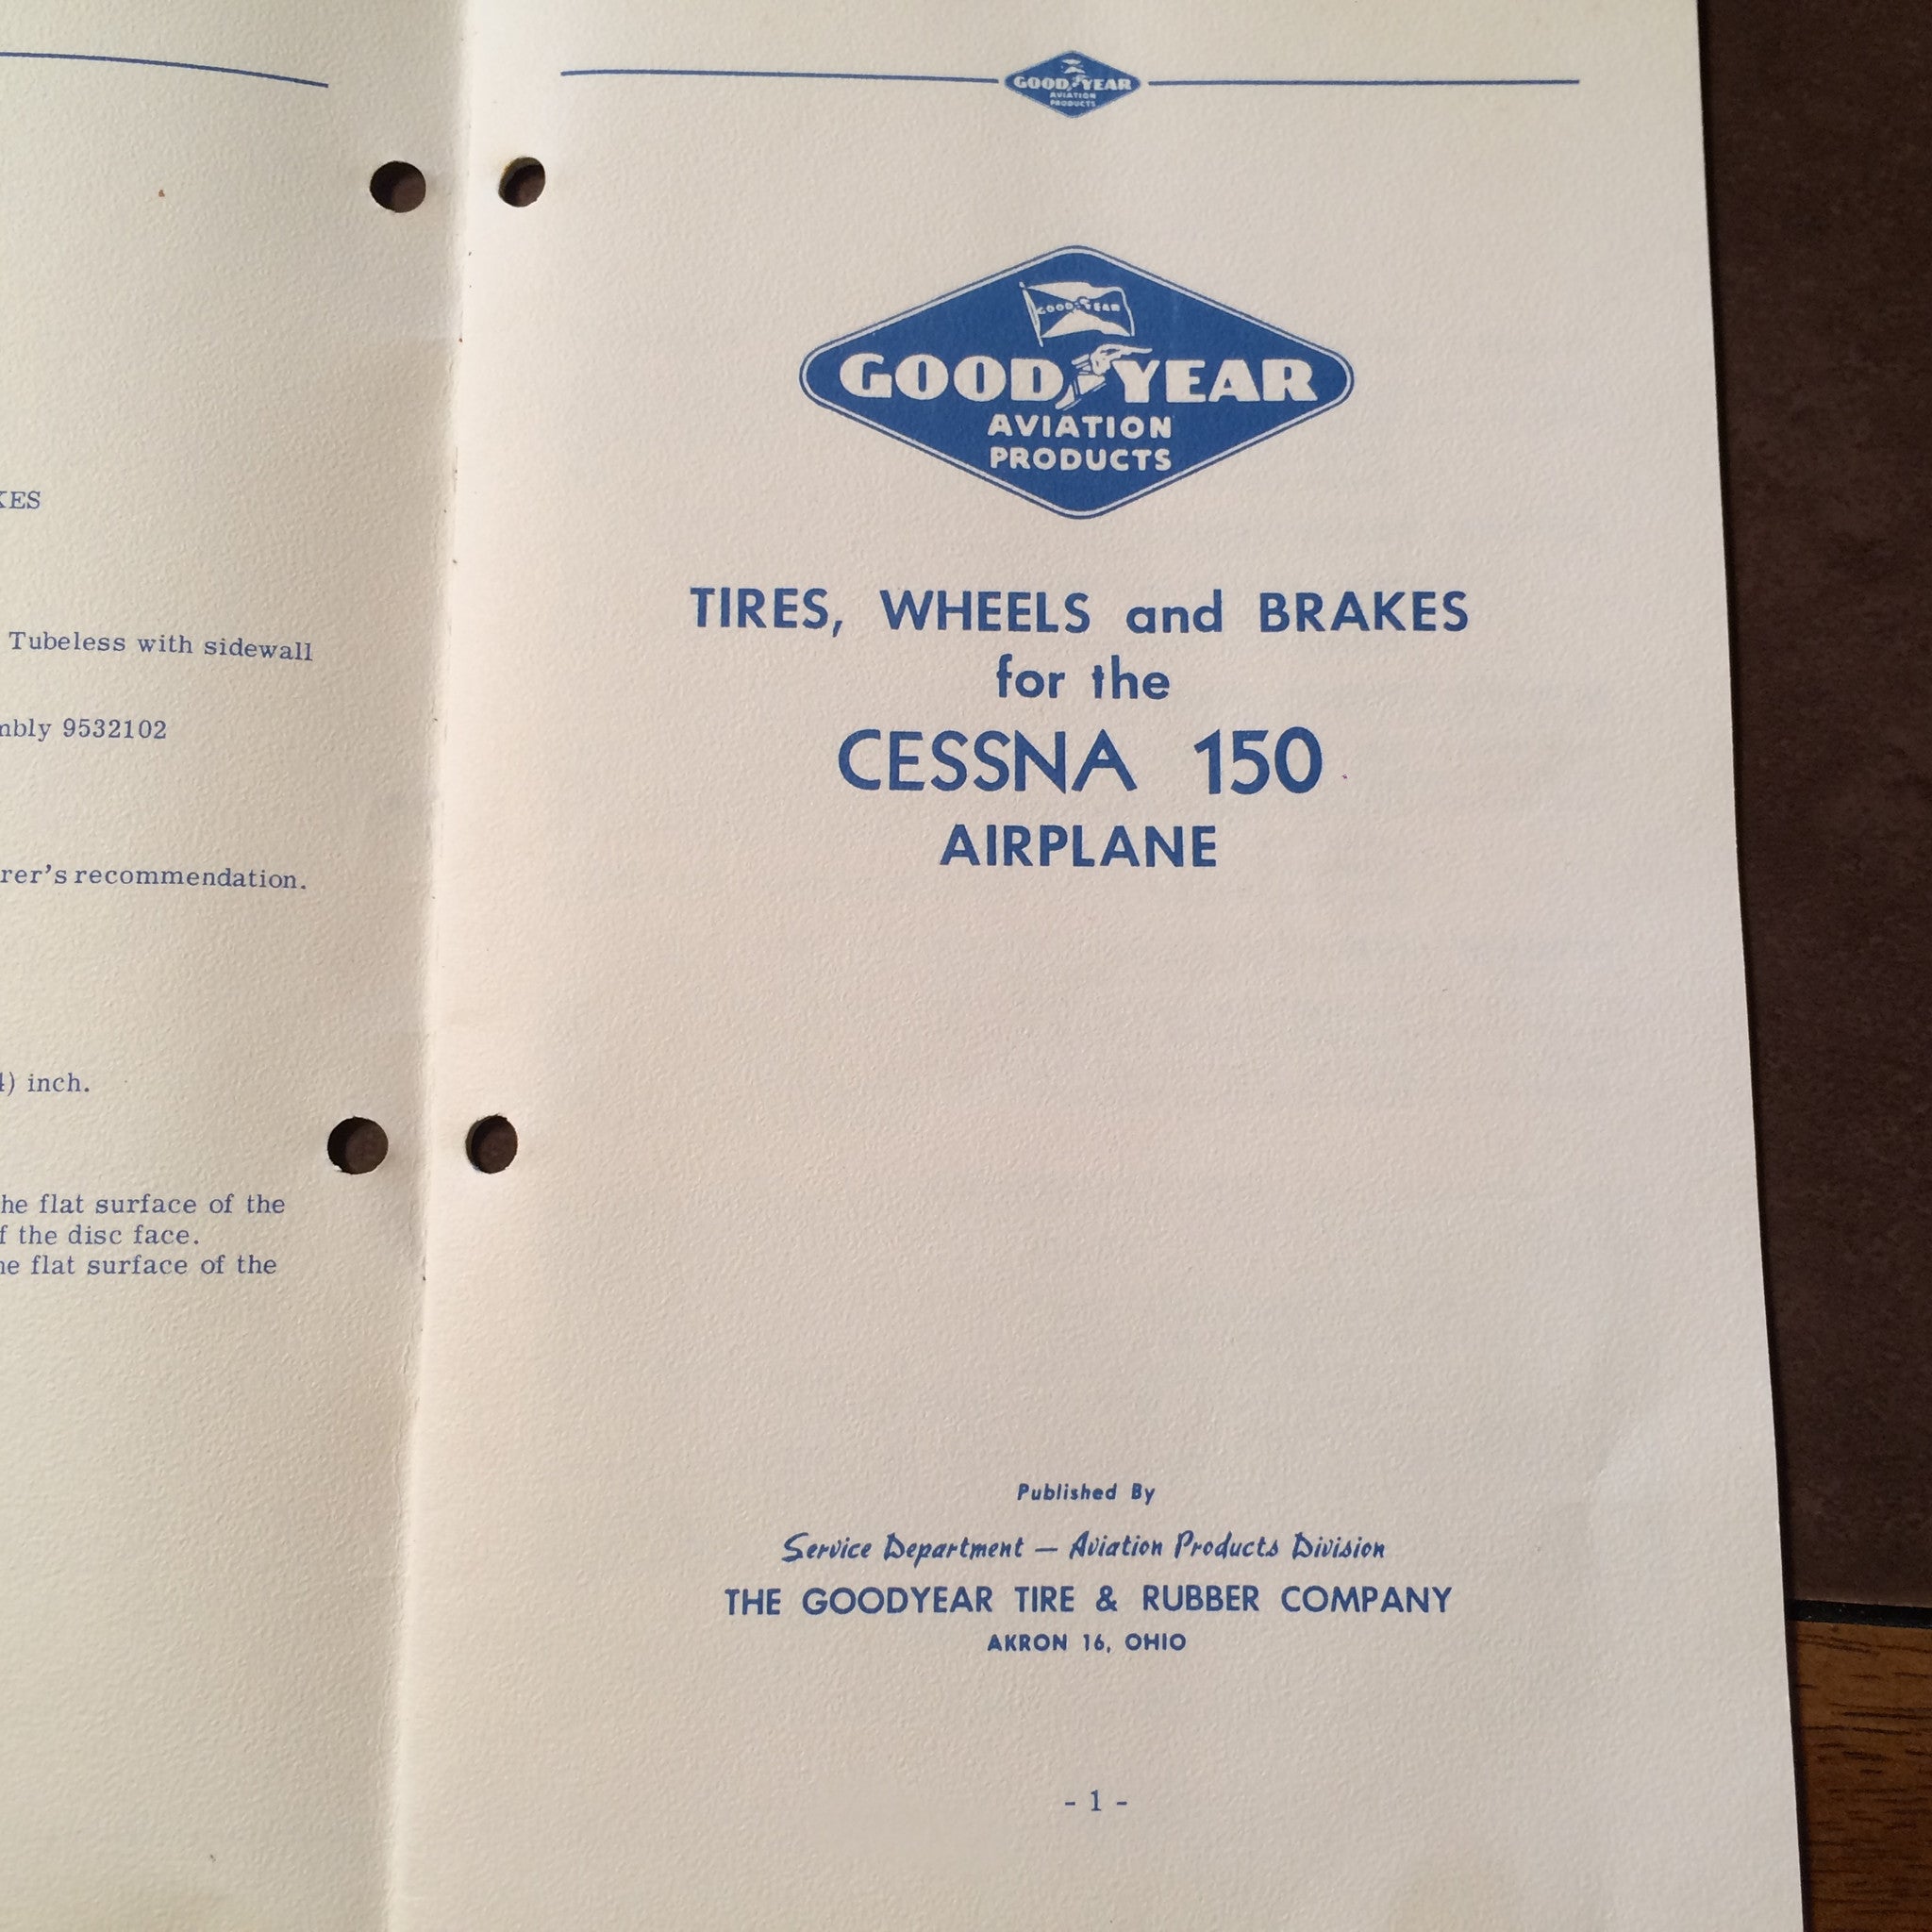 KES
Tubeless with sidewall
mbly 9532102
rer's recommendation.
4) inch.
he flat surface of the
f the disc face.
he flat surface of the
GOODYEAR
AVIATION
PRODUCTS
GOODYEAR
GOODYEAR
AVIATION
PRODUCTS
TIRES, WHEELS and BRAKES
for the
CESSNA 150
AIRPLANE
Published By
Service Department — Aviation Products Division
THE GOODYEAR TIRE & RUBBER COMPANY
AKRON 16, OHIO
- 1 -